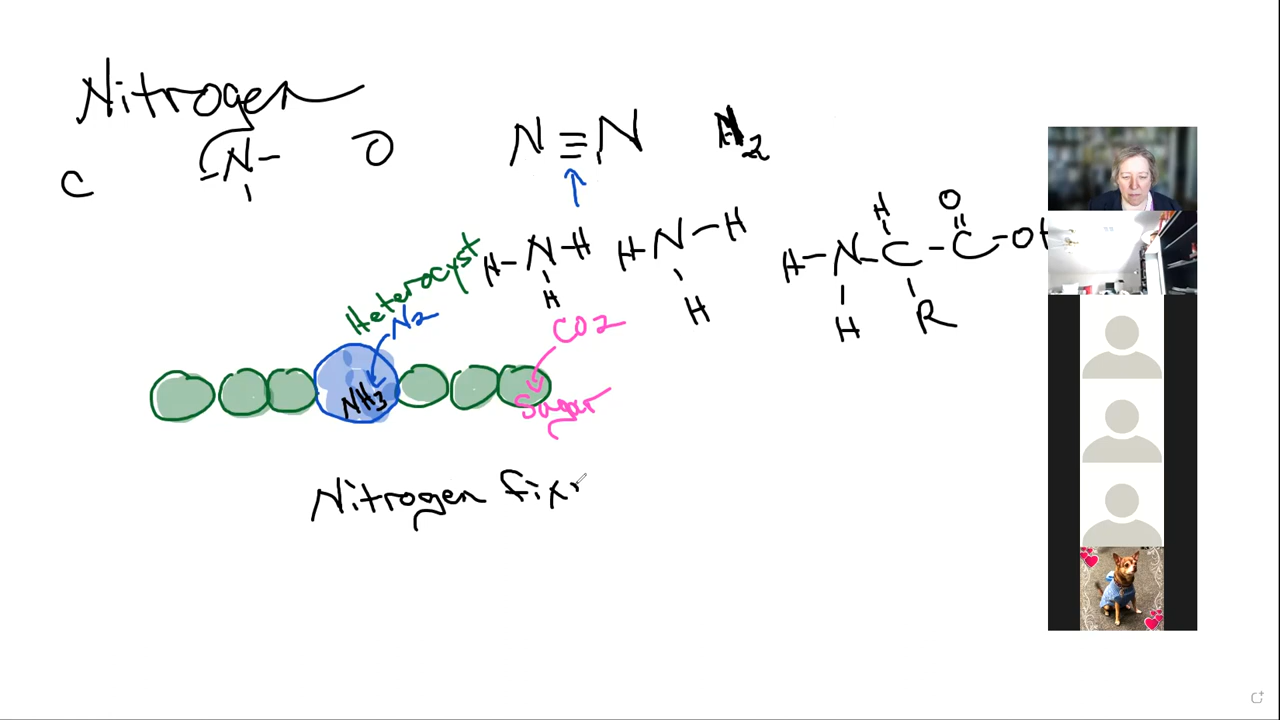 Nitrogen
C N O
N≡N N2
H-N-H H
H N-H H
H-N-C-C-OH H O H R
Heterocyst
N2
CO2
NH3
Sugar
Nitrogen fix